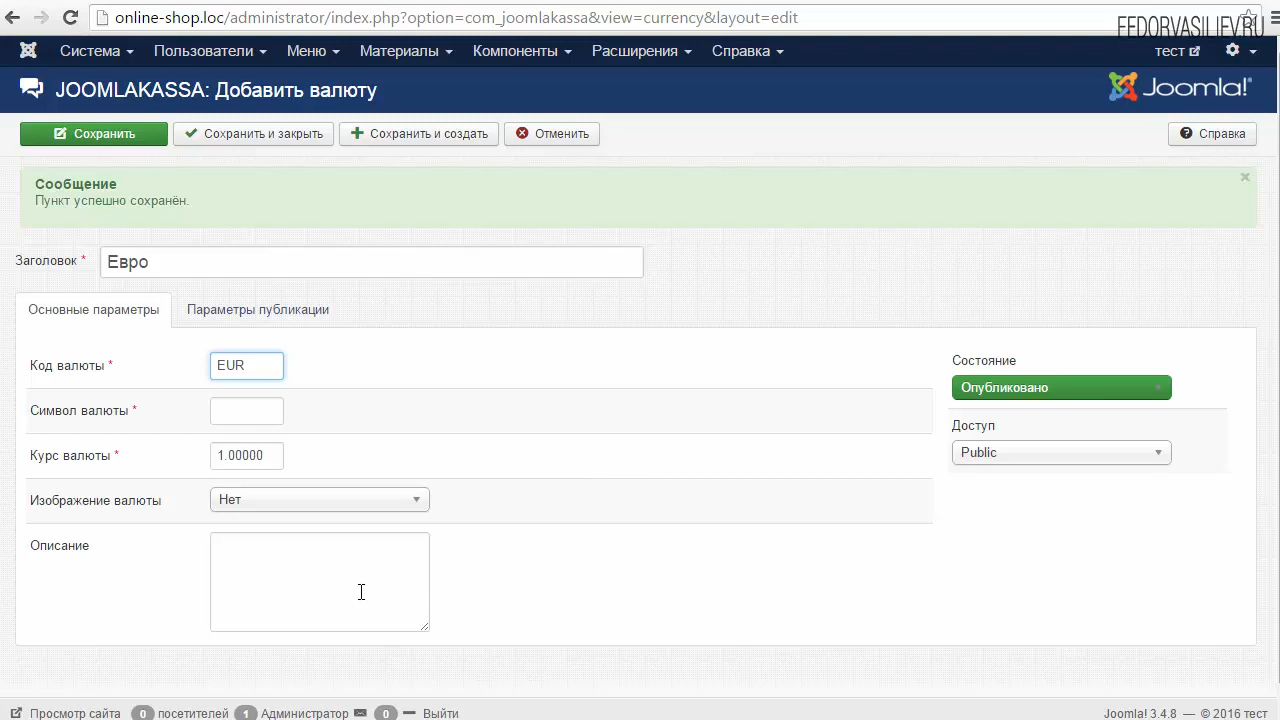 online-shop.loc/administrator/index.php?option=com_joomlakassa&view=currency&layout=edit
FEDORVASILIEV.RU
Система Пользователи Меню Материалы Компоненты Расширения Справка тест
JOOMLAKASSA: Добавить валюту Joomla!
Сохранить Сохранить и закрыть Сохранить и создать Отменить Справка
Сообщение
Пункт успешно сохранён.
Заголовок * Евро
Основные параметры Параметры публикации
Код валюты * EUR
Символ валюты *
Курс валюты * 1.00000
Изображение валюты Нет
Описание
Состояние
Опубликовано
Доступ
Public
Просмотр сайта 0 посетителей 1 Администратор 0 Выйти Joomla! 3.4.8 — © 2016 тест